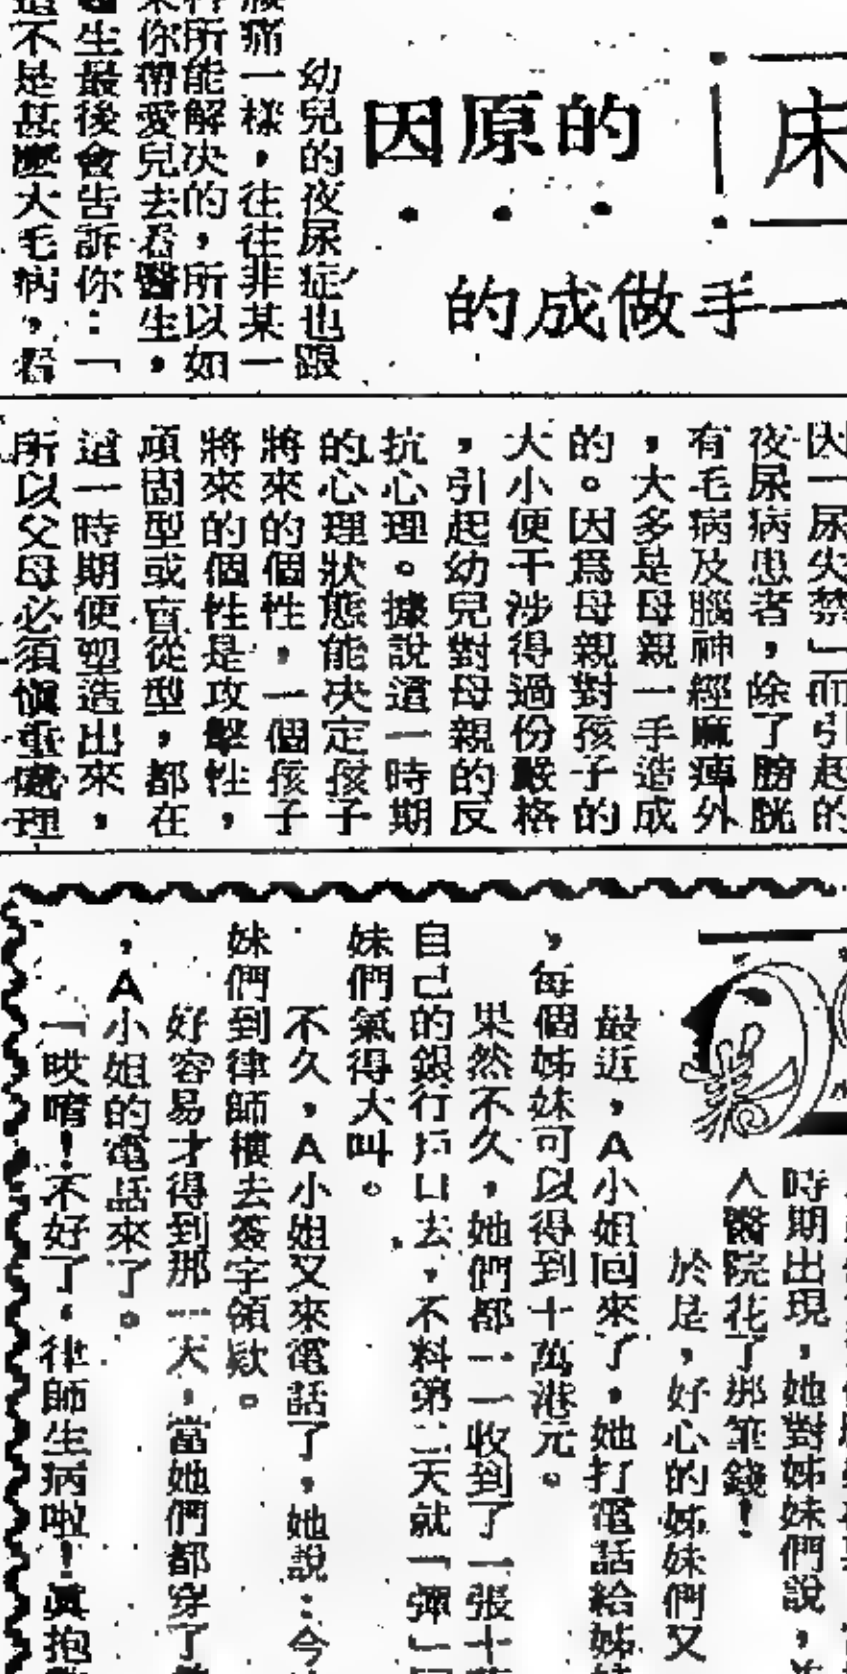 床
的原因
一手做成的
幼兒的夜尿症也跟
腰痛一樣，往往非某一
所能解决的，所以如
你帶愛兒去看醫生，
生最後會告訴你：「
不是甚麽大毛病，看
因一尿失禁」而引起的
夜尿病患者，除了膀胱
有毛病及腦神經麻痺外
，大多是母親一手造成
的。因爲母親對孩子的
大小便干涉得過份嚴格
，引起幼兒對母親的反
抗心理。據說這一時期
的心理狀態能决定孩子
將來的個性，一個孩子
將來的個性是攻擊性，
頑固型或盲從型，都在
這一時期便塑造出來，
所以父母必須愼重處理
時期出現，她對姊妹們說，
人醫院花了那筆錢！
於是，好心的姊妹們又
最近，A小姐回來了，她打電話給姊
，每個姊妹可以得到十萬港元。
果然不久，她們都一一收到了一張十
自己的銀行戶口去，不料第二天就「彈」
妹們氣得大叫。
不久，A小姐又來電話了，她說：今
妹們到律師樓去簽字領欵。
好容易才得到那一天，當她們都穿了
，A小姐的電話來了。
「哎唷！不好了，律師生病啦！眞抱